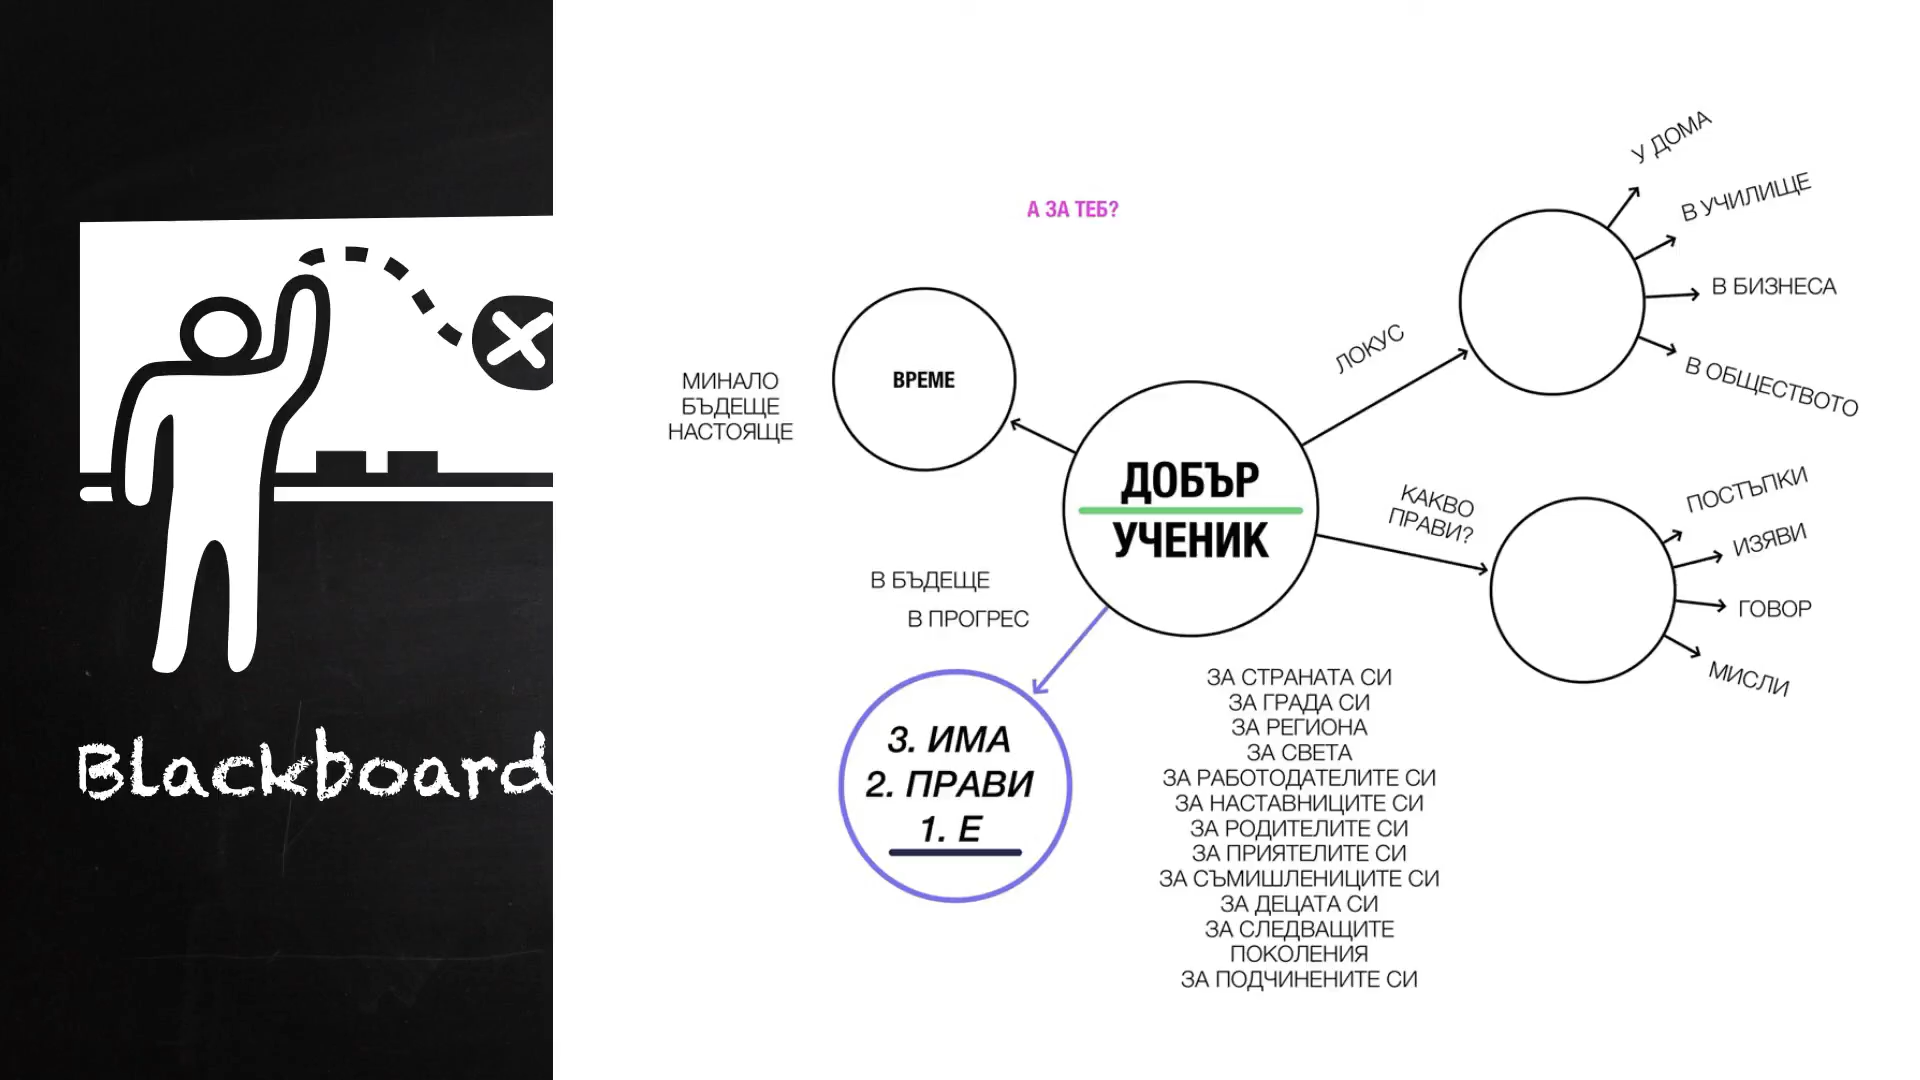 Blackboard
А ЗА ТЕБ?
ВРЕМЕ
МИНАЛО
БЪДЕЩЕ
НАСТОЯЩЕ
ДОБЪР
УЧЕНИК
ЛОКУС
У ДОМА
В УЧИЛИЩЕ
В БИЗНЕСА
В ОБЩЕСТВОТО
КАКВО
ПРАВИ?
ПОСТЪПКИ
ИЗЯВИ
ГОВОР
МИСЛИ
В БЪДЕЩЕ
В ПРОГРЕС
3. ИМА
2. ПРАВИ
1. Е
ЗА СТРАНАТА СИ
ЗА ГРАДА СИ
ЗА РЕГИОНА
ЗА СВЕТА
ЗА РАБОТОДАТЕЛИТЕ СИ
ЗА НАСТАВНИЦИТЕ СИ
ЗА РОДИТЕЛИТЕ СИ
ЗА ПРИЯТЕЛИТЕ СИ
ЗА СЪМИШЛЕНИЦИТЕ СИ
ЗА ДЕЦАТА СИ
ЗА СЛЕДВАЩИТЕ
ПОКОЛЕНИЯ
ЗА ПОДЧИНЕНИТЕ СИ